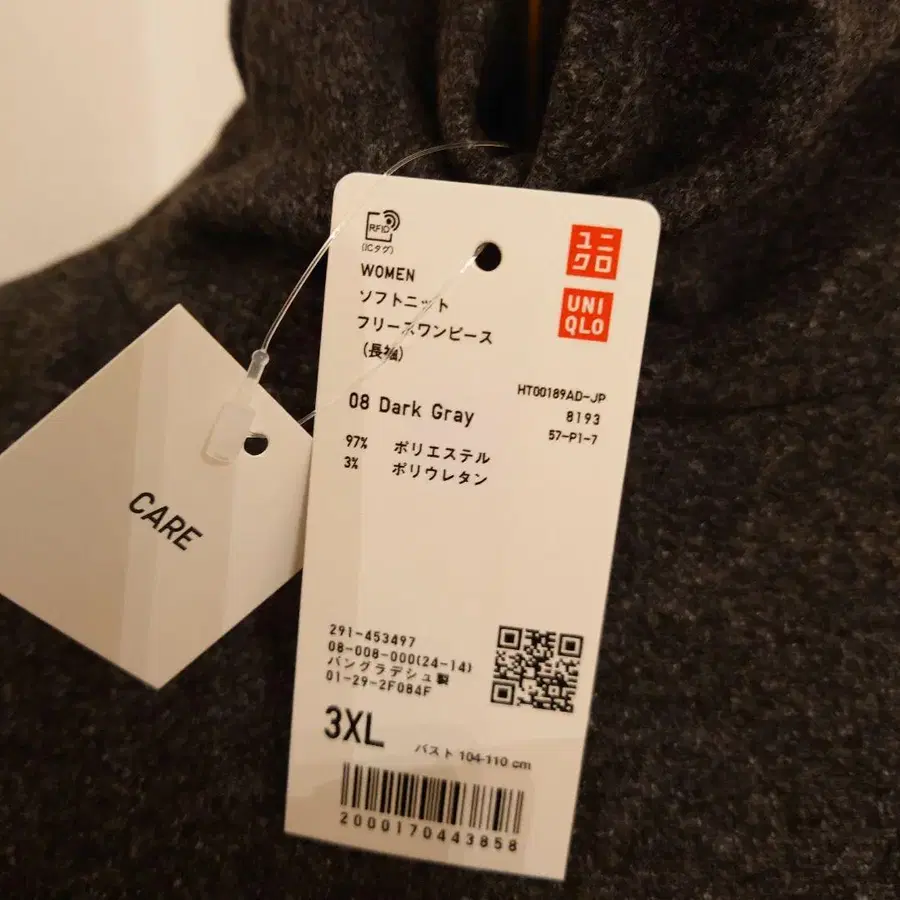 RFID
(ICタグ)
ユニ
クロ
UNI
QLO
WOMEN
ソフトニット
フリースワンピース
(長袖)
HT00189AD-JP
8193
57-P1-7
08 Dark Gray
97% ポリエステル
3% ポリウレタン
CARE
291-453497
08-008-000(24-14)
バングラデシュ製
01-29-2F084F
3XL
バスト 104-110 cm
2000170443858